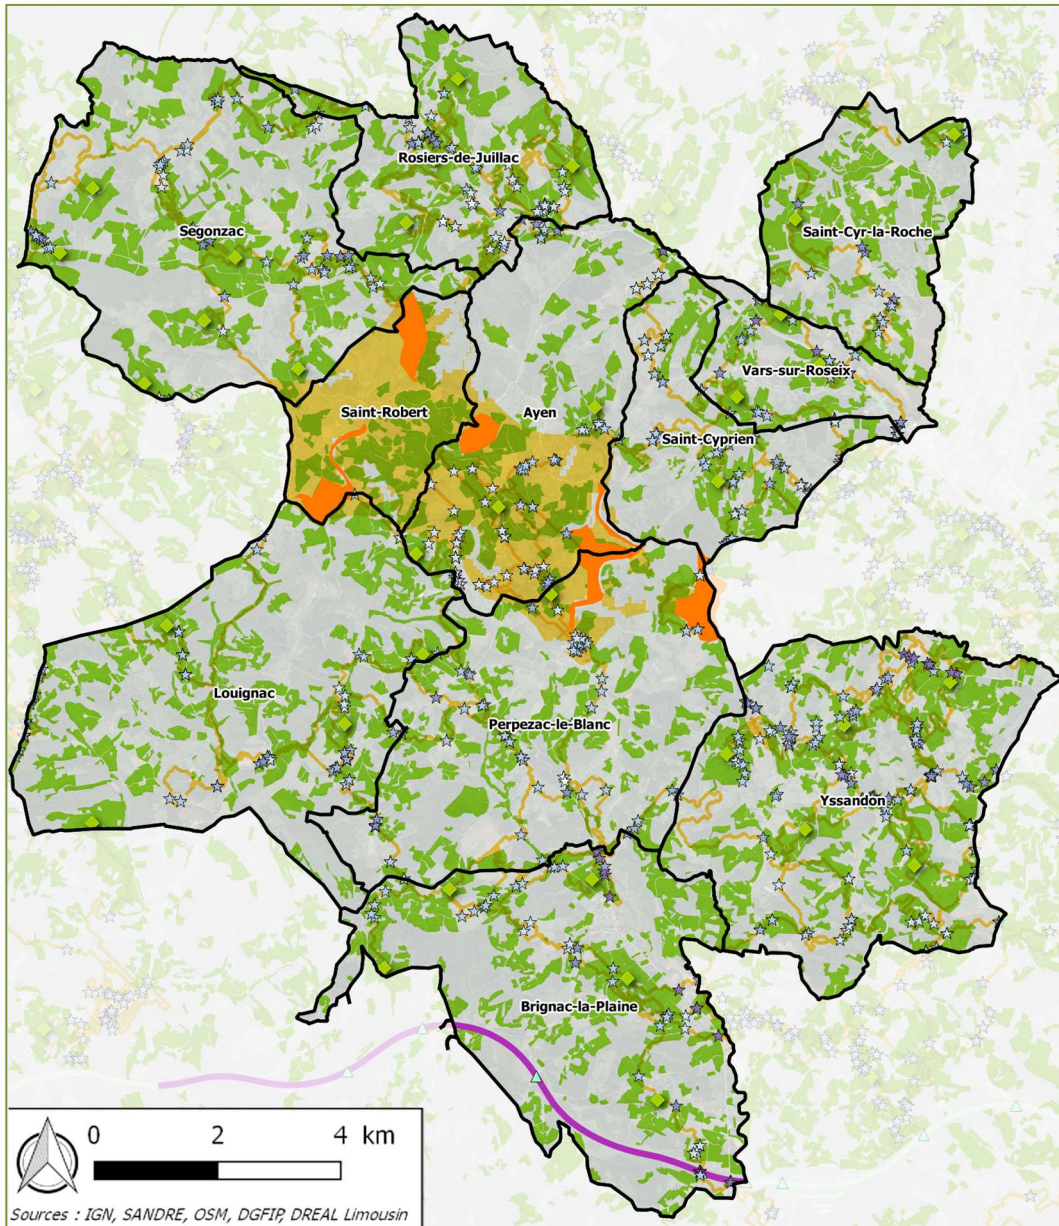 Rosiers-de-Juillac
Ségonzac
Saint-Cyr-la-Roche
Vars-sur-Roseix
Saint-Robert
Ayen
Saint-Cyprien
Louignac
Perpezac-le-Blanc
Yssandon
Brignac-la-Plaine
0 2 4 km
Sources : IGN, SANDRE, OSM, DGFIP, DREAL Limousin